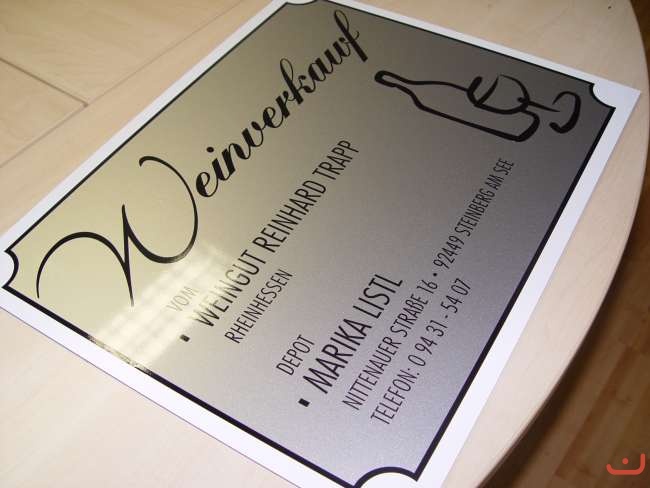 Weinverkauf
VOM
▪ WEINGUT REINHARD TRAPP
RHEINHESSEN
DEPOT
▪ MARIKA LISTL
NITTENAUER STRAßE 16 • 92449 STEINBERG AM SEE
TELEFON: 0 94 31 - 54 07